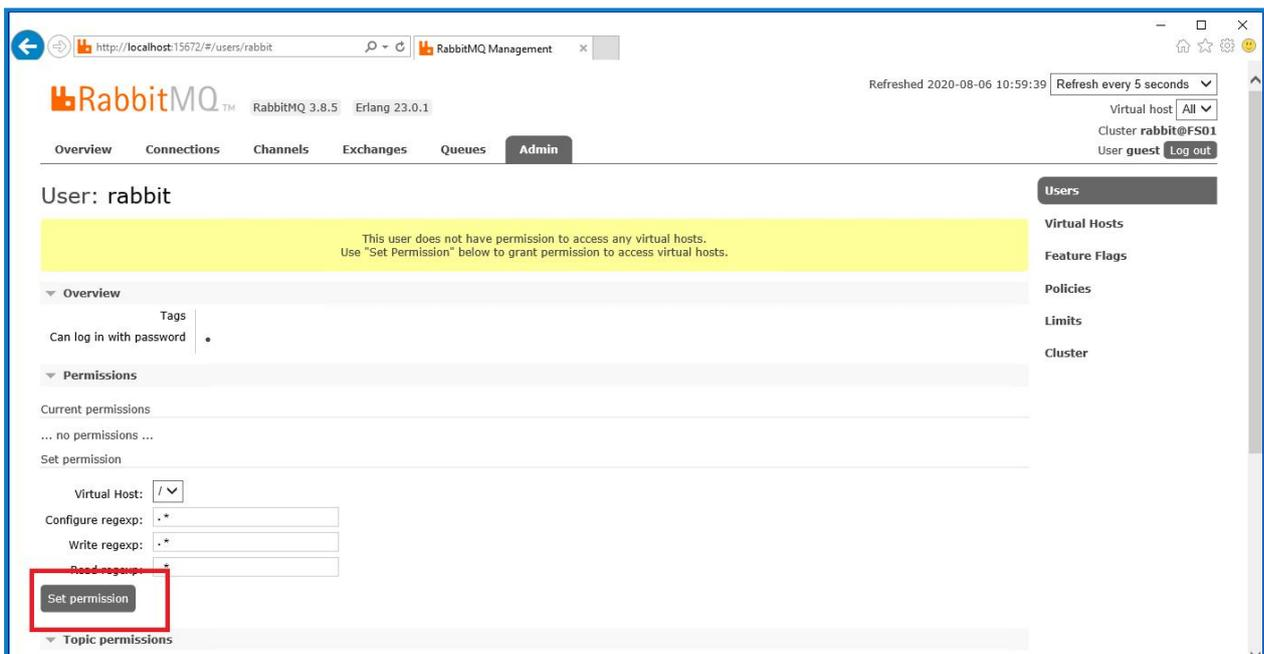 http://localhost:15672/#/users/rabbit
RabbitMQ Management
Refreshed 2020-08-06 10:59:39 Refresh every 5 seconds
RabbitMQ TM RabbitMQ 3.8.5 Erlang 23.0.1
Virtual host All
Cluster rabbit@FS01
User guest Log out
Overview Connections Channels Exchanges Queues Admin
User: rabbit
This user does not have permission to access any virtual hosts.
Use "Set Permission" below to grant permission to access virtual hosts.
Overview
Tags
Can log in with password •
Permissions
Current permissions
... no permissions ...
Set permission
Virtual Host: /
Configure regexp: .*
Write regexp: .*
Read regexp: .*
Set permission
Topic permissions
Users
Virtual Hosts
Feature Flags
Policies
Limits
Cluster